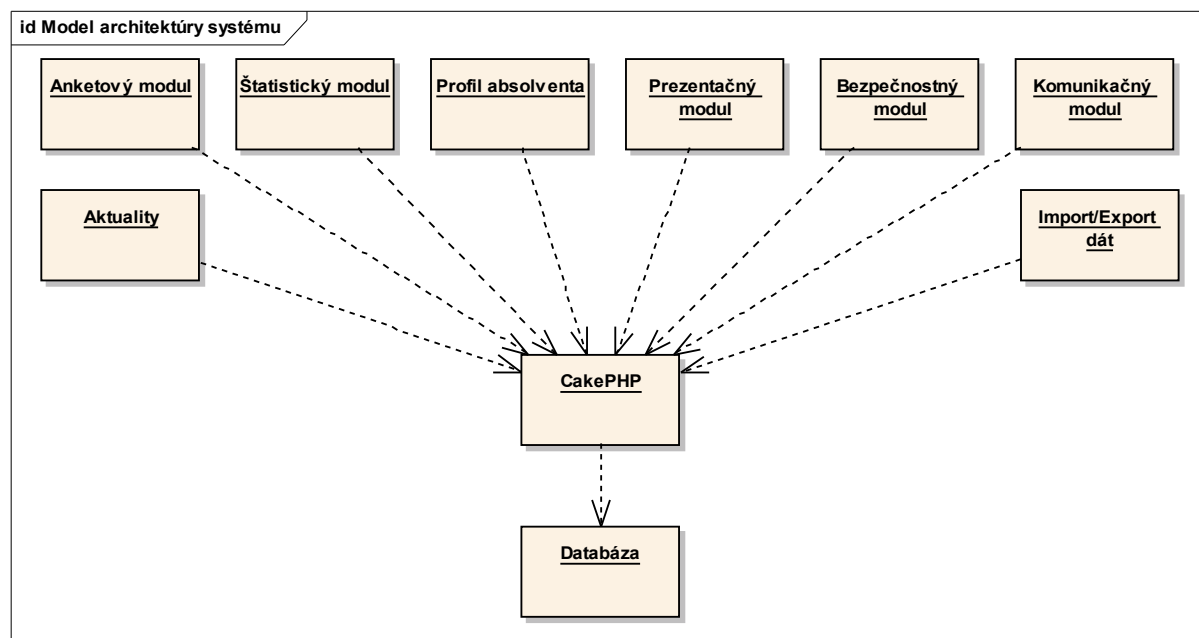 id Model architektúry systému
Anketový modul
Štatistický modul
Profil absolventa
Prezentačný
modul
Bezpečnostný
modul
Komunikačný
modul
Aktuality
Import/Export
dát
CakePHP
Databáza